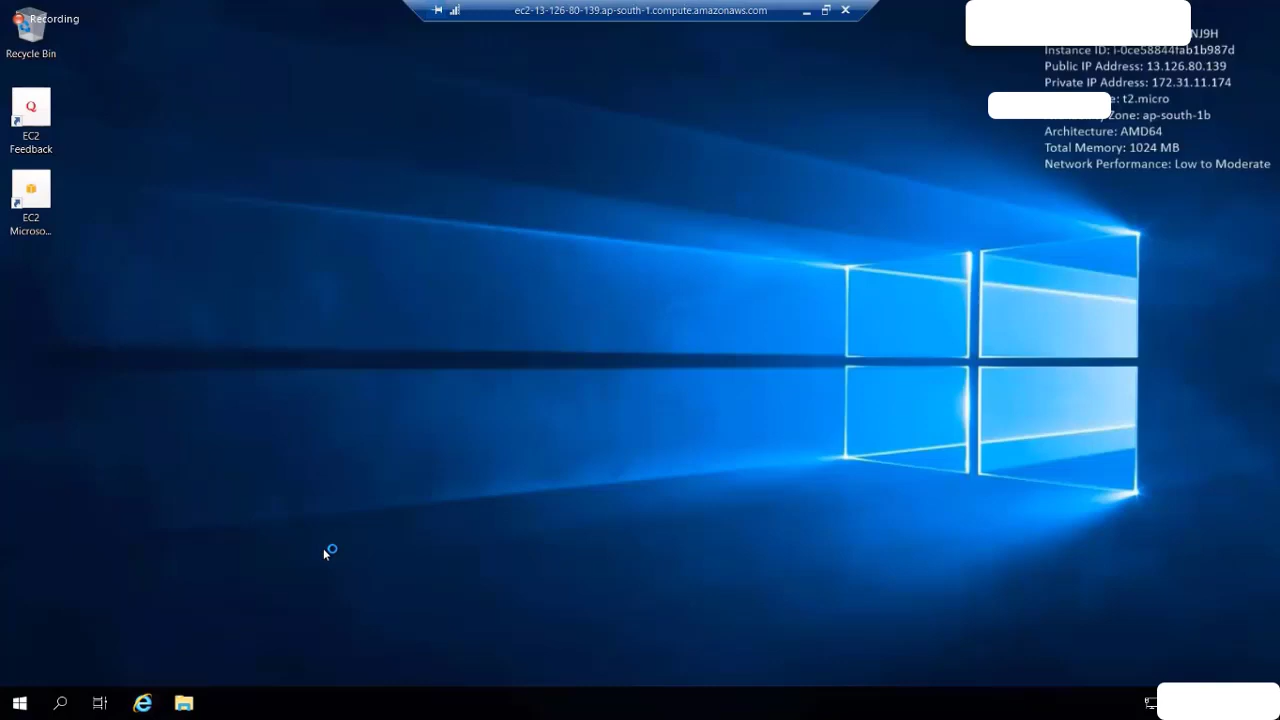 Recording
ec2-13-126-80-139.ap-south-1.compute.amazonaws.com
Recycle Bin
EC2
Feedback
EC2
Microso...
NJ9H
Instance ID: i-0ce58844fab1b987d
Public IP Address: 13.126.80.139
Private IP Address: 172.31.11.174
e: t2.micro
Zone: ap-south-1b
Architecture: AMD64
Total Memory: 1024 MB
Network Performance: Low to Moderate